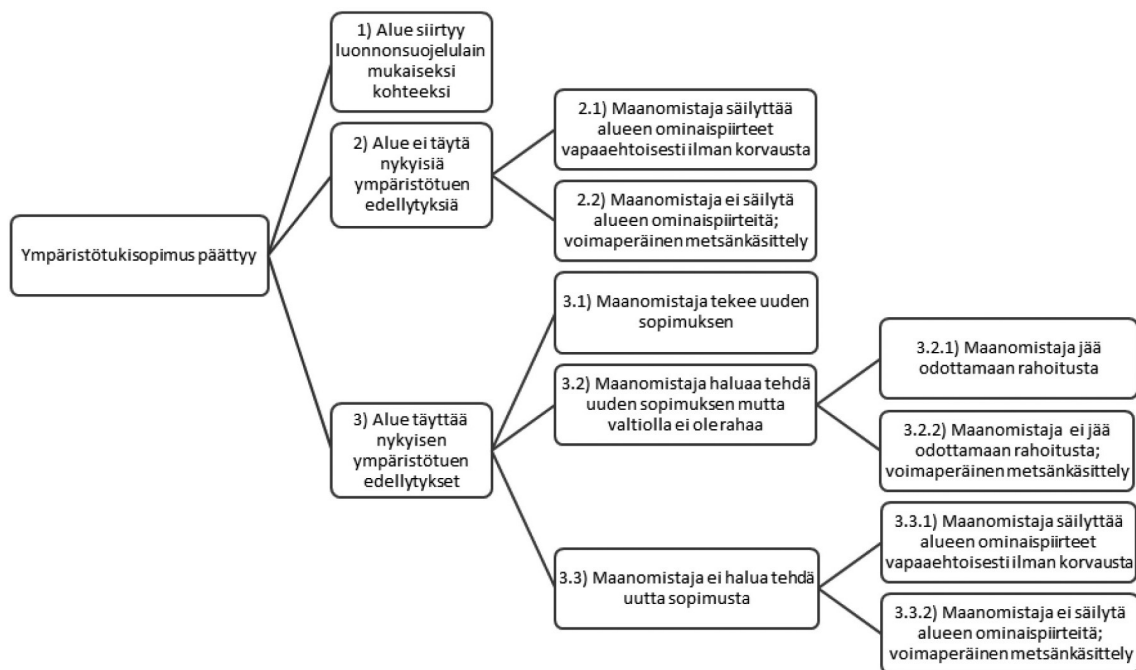 Ympäristötukisopimus päättyy
1) Alue siirtyy
luonnonsuojelulain
mukaiseksi
kohteeksi
2) Alue ei täytä
nykyisiä
ympäristötuen
edellytyksiä
2.1) Maanomistaja säilyttää
alueen ominaispiirteet
vapaaehtoisesti ilman korvausta
2.2) Maanomistaja ei säilytä
alueen ominaispiirteitä;
voimaperäinen metsänkäsittely
3) Alue täyttää
nykyisen
ympäristötuen
edellytykset
3.1) Maanomistaja tekee uuden
sopimuksen
3.2) Maanomistaja haluaa tehdä
uuden sopimuksen mutta
valtiolla ei ole rahaa
3.2.1) Maanomistaja jää
odottamaan rahoitusta
3.2.2) Maanomistaja ei jää
odottamaan rahoitusta;
voimaperäinen metsänkäsittely
3.3) Maanomistaja ei halua tehdä
uutta sopimusta
3.3.1) Maanomistaja säilyttää
alueen ominaispiirteet
vapaaehtoisesti ilman korvausta
3.3.2) Maanomistaja ei säilytä
alueen ominaispiirteitä;
voimaperäinen metsänkäsittely